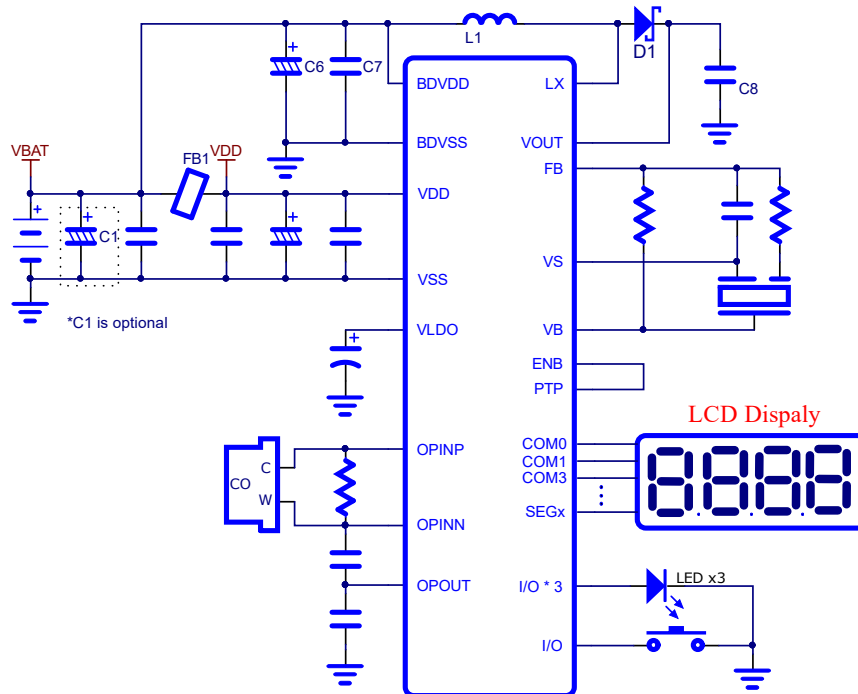 L1
D1
+
C6
C7
C8
BDVDD
LX
BDVSS
VOUT
VBAT
FB1
VDD
FB
VDD
+
+
C1
+
VS
VSS
*C1 is optional
VLDO
+
VB
ENB
PTP
LCD Dispaly
COM0
OPINP
COM1
C
COM3
CO
W
SEGx
OPINN
OPOUT
I/O * 3
LED x3
I/O